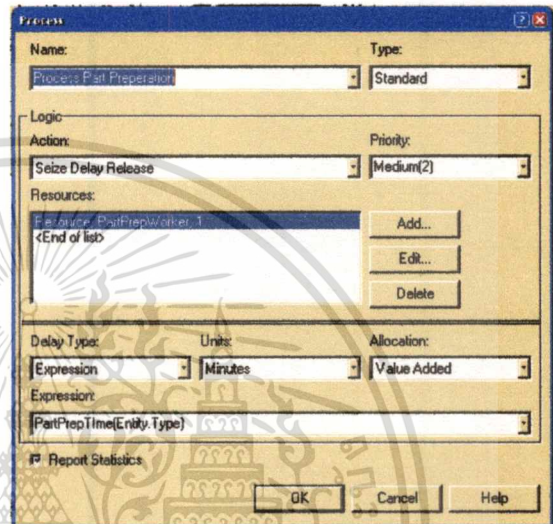 Process
Name:
Type:
Process Part Preperation
Standard
Logic
Action:
Priority:
Seize Delay Release
Medium(2)
Resources:
Resource, PartPrepWorker, 1
<End of list>
Add...
Edit...
Delete
Delay Type:
Units:
Allocation:
Expression
Minutes
Value Added
Expression:
PartPrepTIme(Entity.Type)
Report Statistics
OK
Cancel
Help